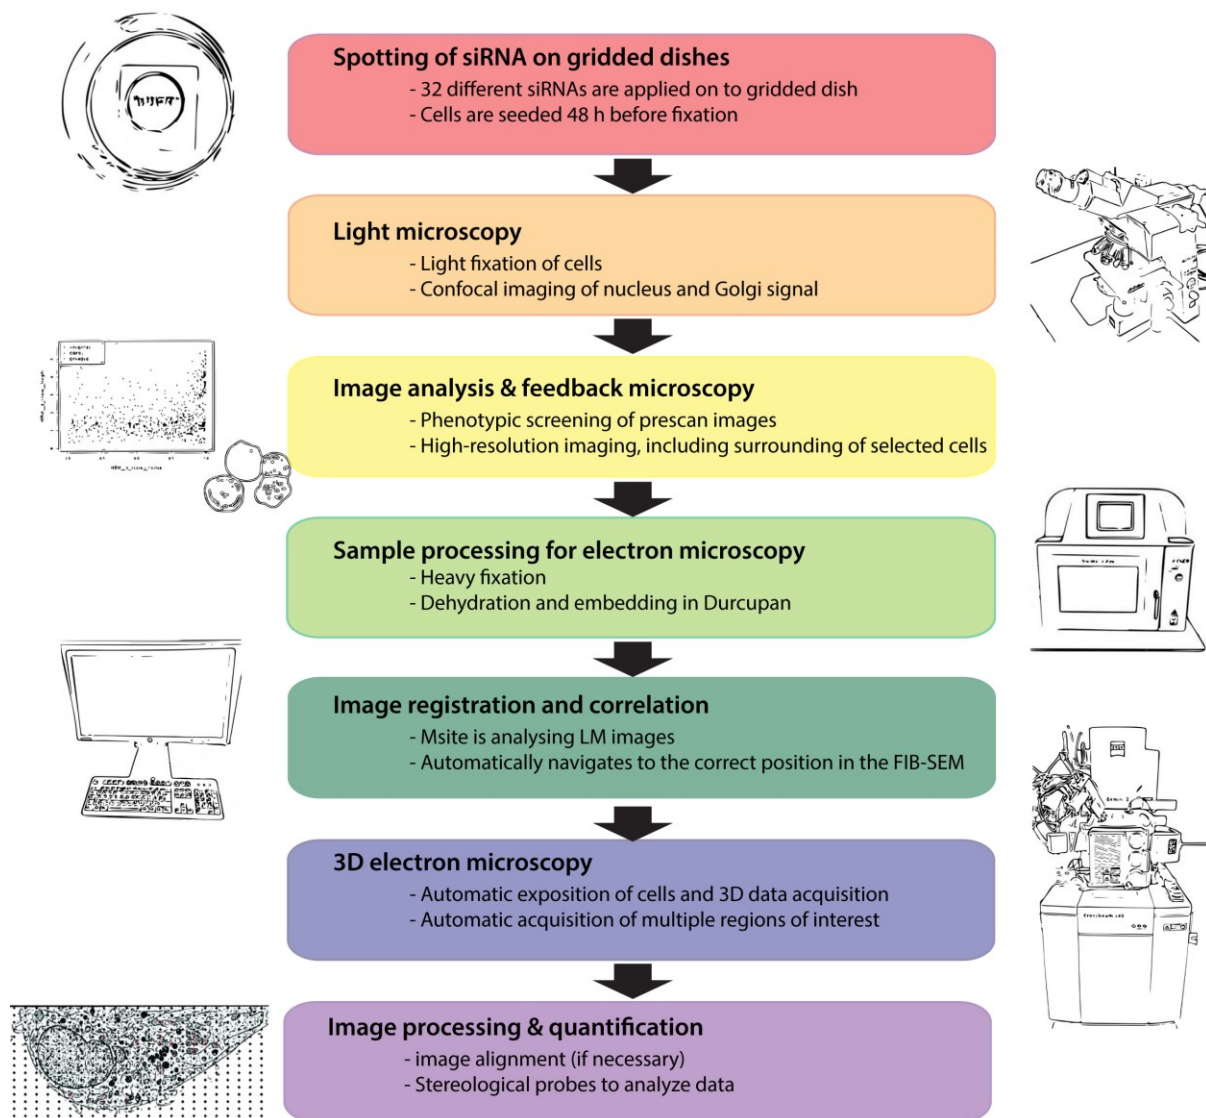 Spotting of siRNA on gridded dishes
- 32 different siRNAs are applied on to gridded dish
- Cells are seeded 48 h before fixation
Light microscopy
- Light fixation of cells
- Confocal imaging of nucleus and Golgi signal
Image analysis & feedback microscopy
- Phenotypic screening of prescan images
- High-resolution imaging, including surrounding of selected cells
Sample processing for electron microscopy
- Heavy fixation
- Dehydration and embedding in Durcupan
Image registration and correlation
- Msite is analysing LM images
- Automatically navigates to the correct position in the FIB-SEM
3D electron microscopy
- Automatic exposition of cells and 3D data acquisition
- Automatic acquisition of multiple regions of interest
Image processing & quantification
- image alignment (if necessary)
- Stereological probes to analyze data